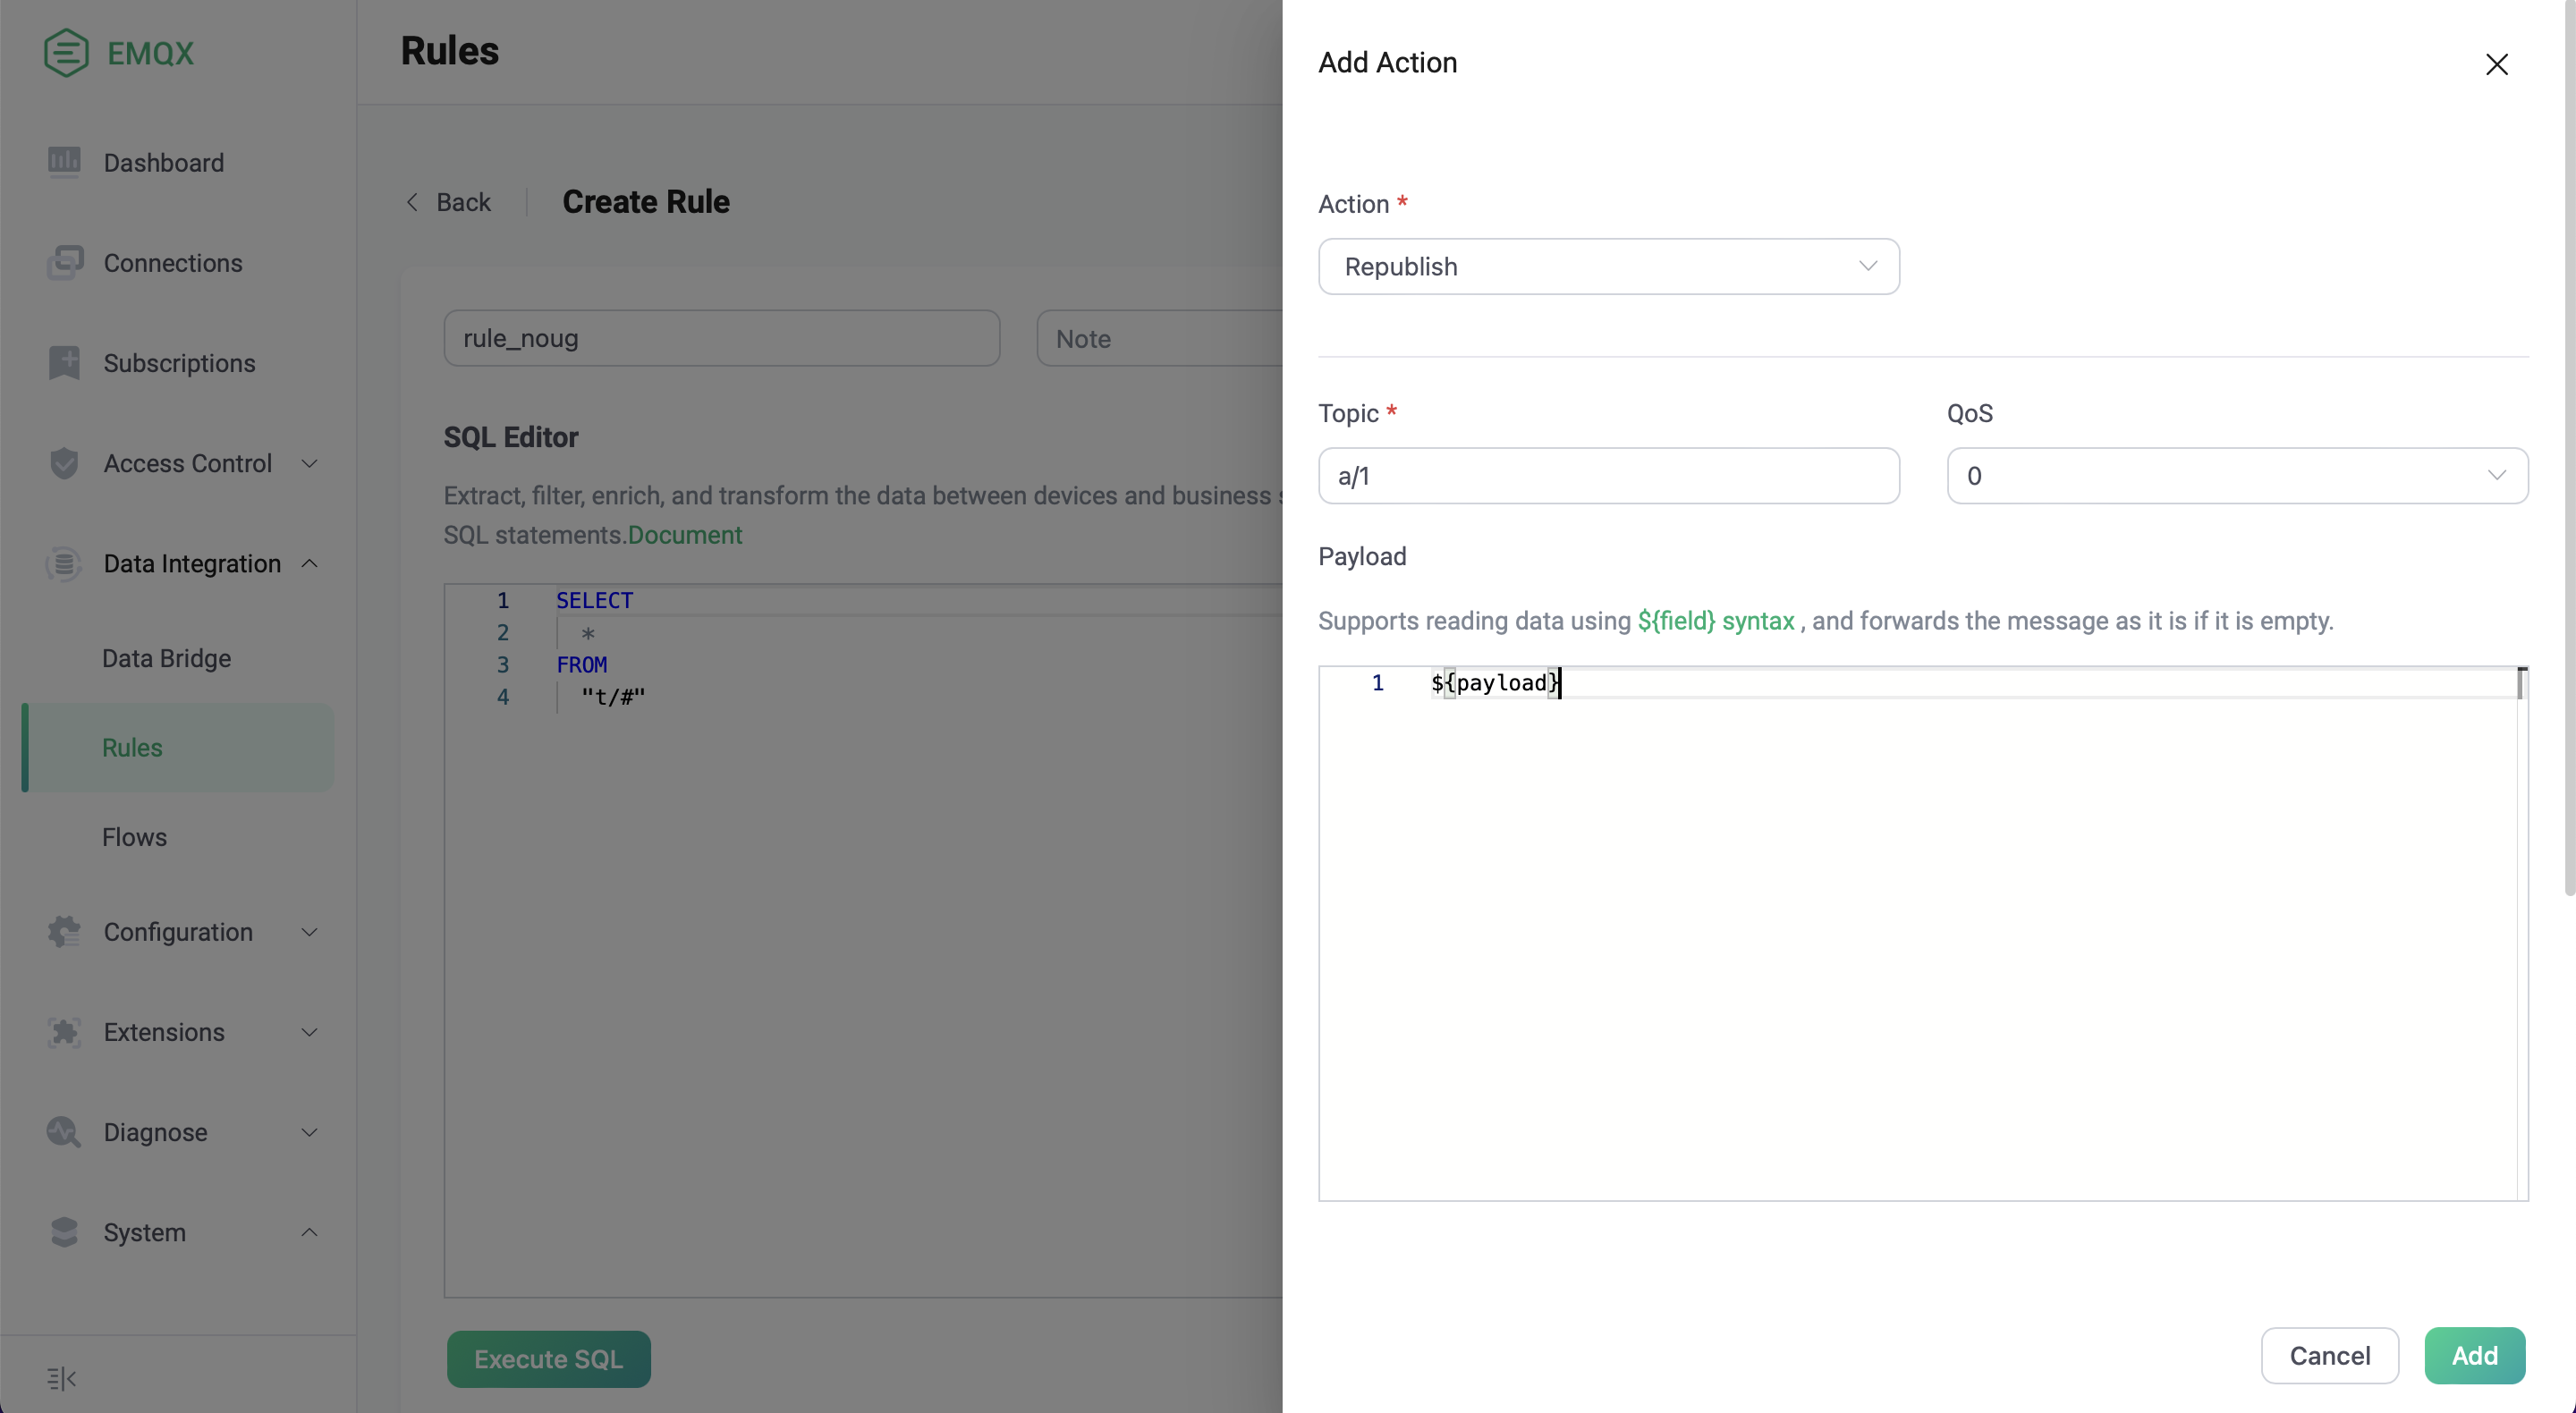 EMQX
Dashboard
Connections
Subscriptions
Access Control
Data Integration
Data Bridge
Rules
Flows
Configuration
Extensions
Diagnose
System
Rules
Back
Create Rule
rule_noug
Note
SQL Editor
Extract, filter, enrich, and transform the data between devices and business
SQL statements.Document
1 SELECT
2 *
3 FROM
4 "t/#"
Execute SQL
Add Action
Action *
Republish
Topic *
QoS
a/1
0
Payload
Supports reading data using ${field} syntax , and forwards the message as it is if it is empty.
1 ${payload}
Cancel
Add